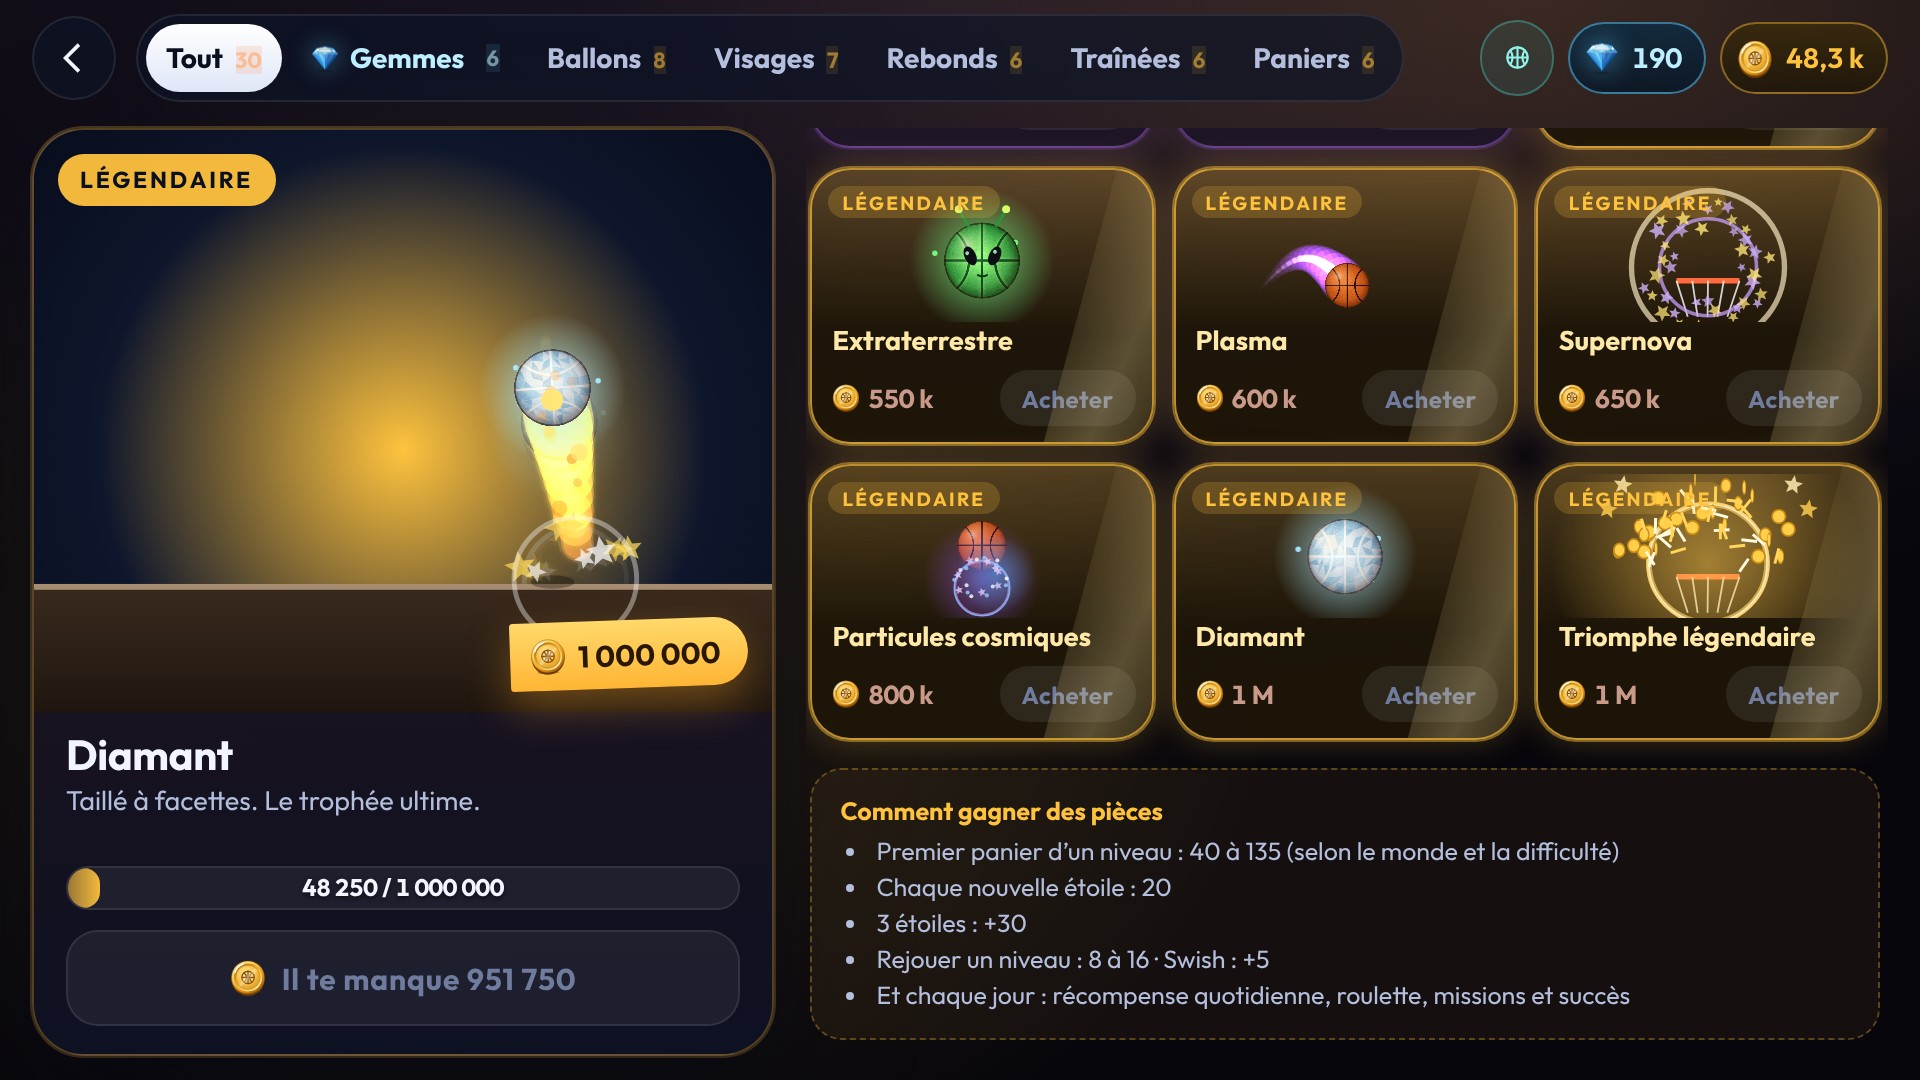 Tout 30
Gemmes 6
Ballons 8
Visages 7
Rebonds 6
Traînées 6
Paniers 6
190
48,3 k
LÉGENDAIRE
1 000 000
Diamant
Taillé à facettes. Le trophée ultime.
48 250 / 1 000 000
Il te manque 951 750
LÉGENDAIRE
Extraterrestre
550 k
Acheter
LÉGENDAIRE
Plasma
600 k
Acheter
LÉGENDAIRE
Supernova
650 k
Acheter
LÉGENDAIRE
Particules cosmiques
800 k
Acheter
LÉGENDAIRE
Diamant
1 M
Acheter
LÉGENDAIRE
Triomphe légendaire
1 M
Acheter
Comment gagner des pièces
• Premier panier d’un niveau : 40 à 135 (selon le monde et la difficulté)
• Chaque nouvelle étoile : 20
• 3 étoiles : +30
• Rejouer un niveau : 8 à 16 · Swish : +5
• Et chaque jour : récompense quotidienne, roulette, missions et succès